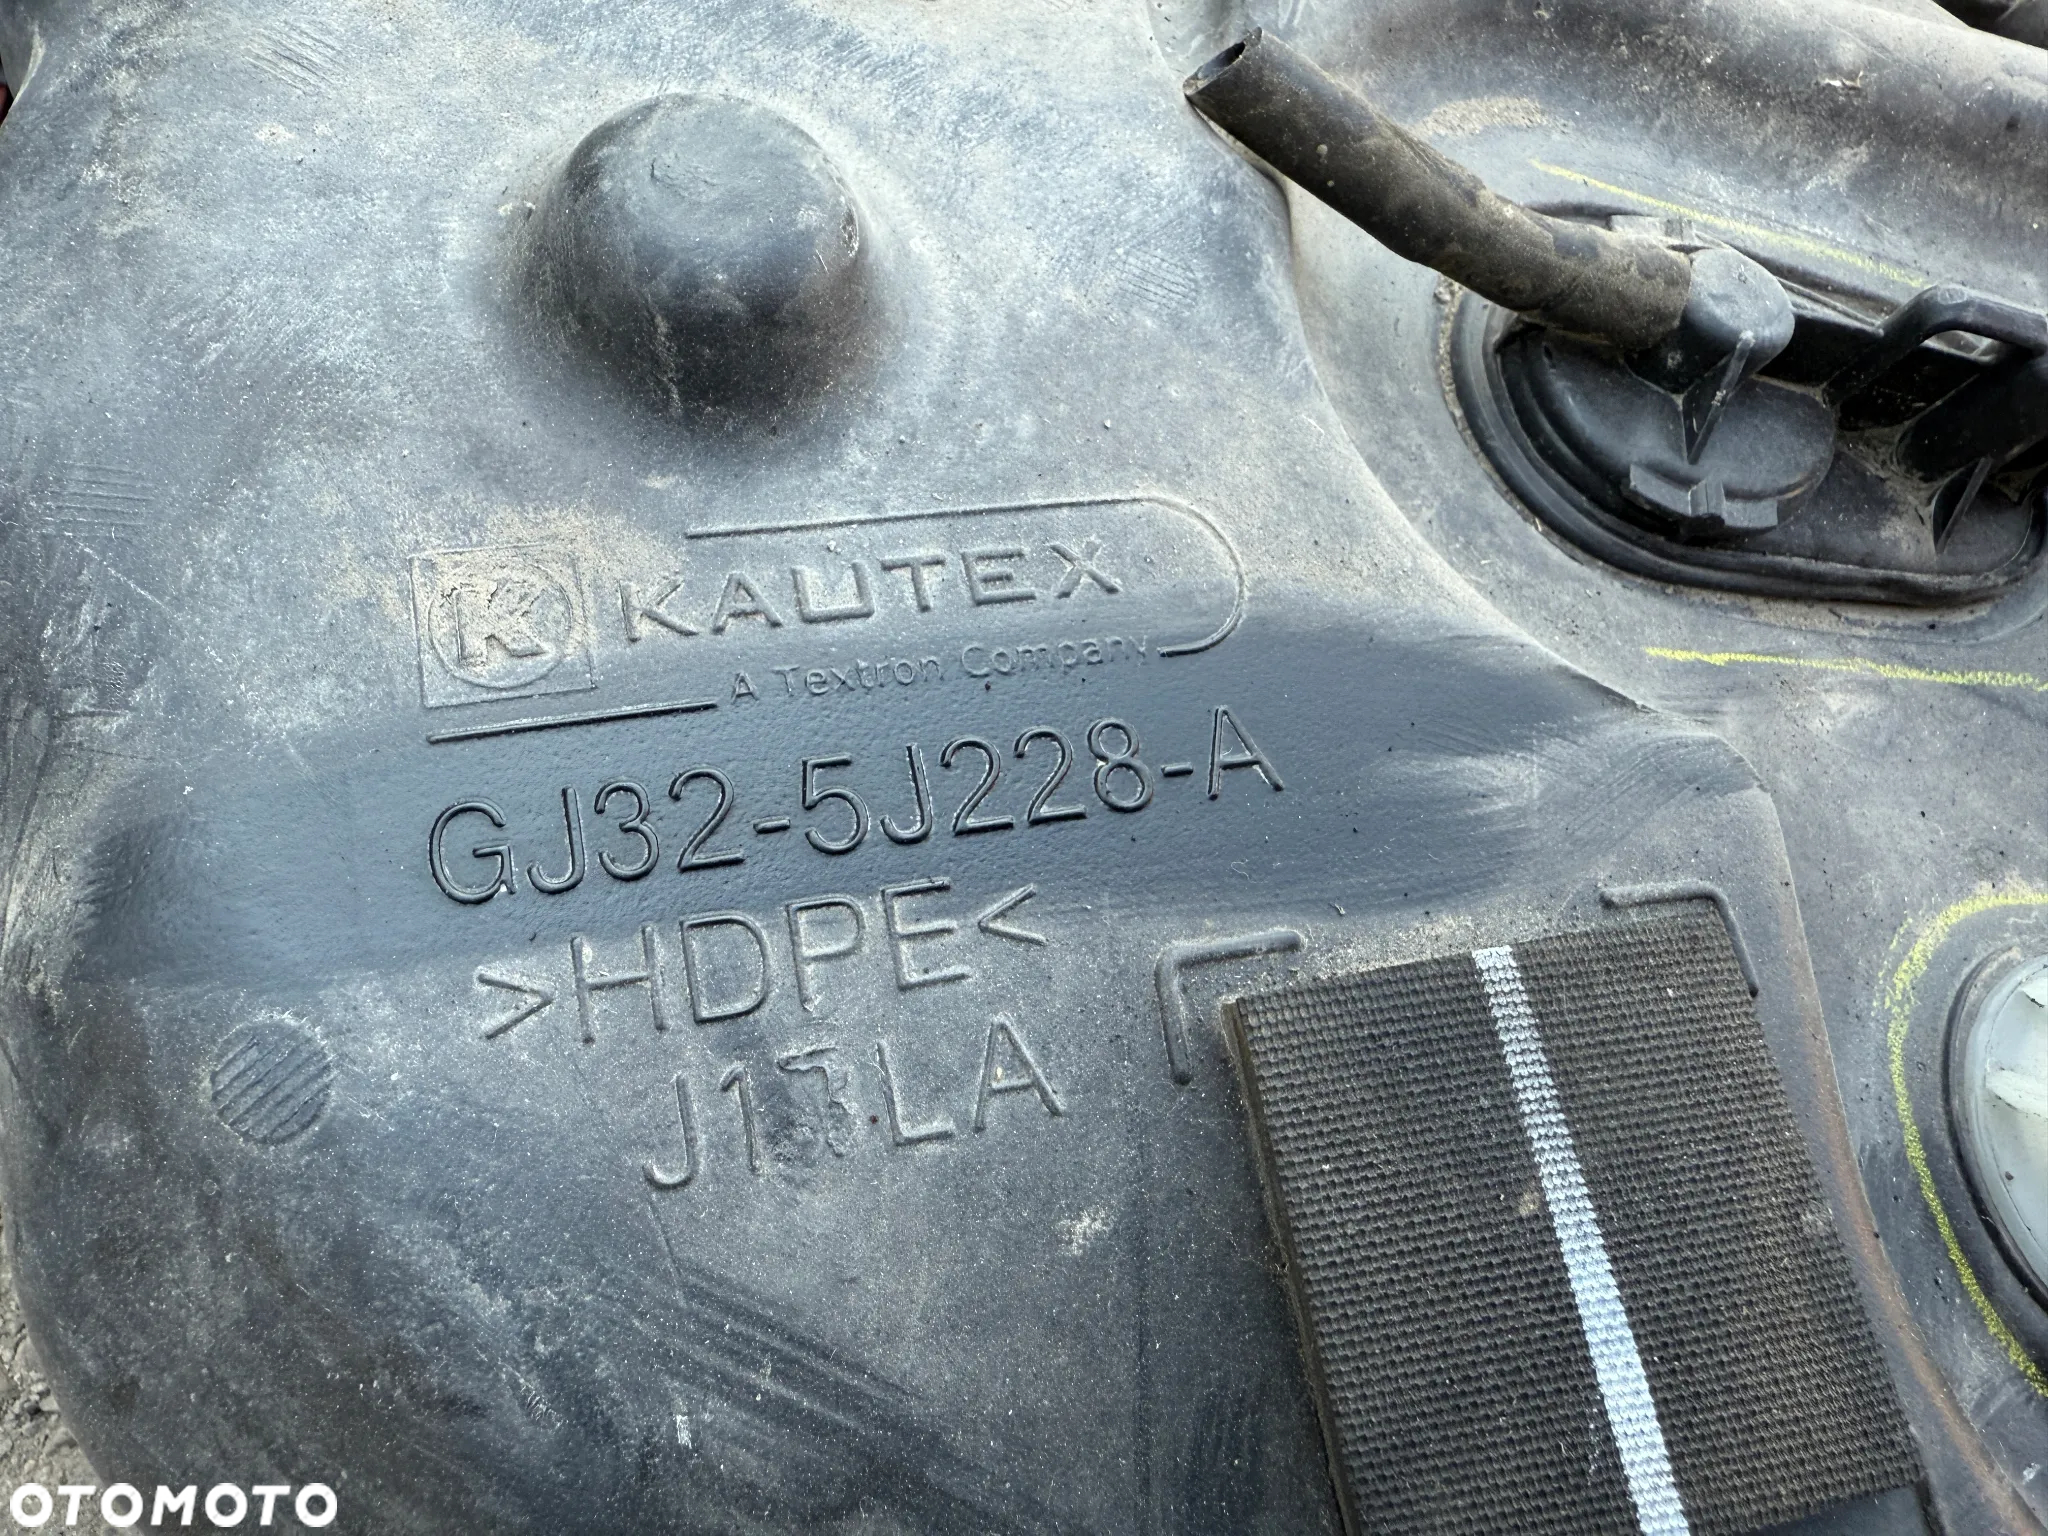 K KAUTEX
A Textron Company
GJ32-5J228-A
>HDPE<
OTOMOTO